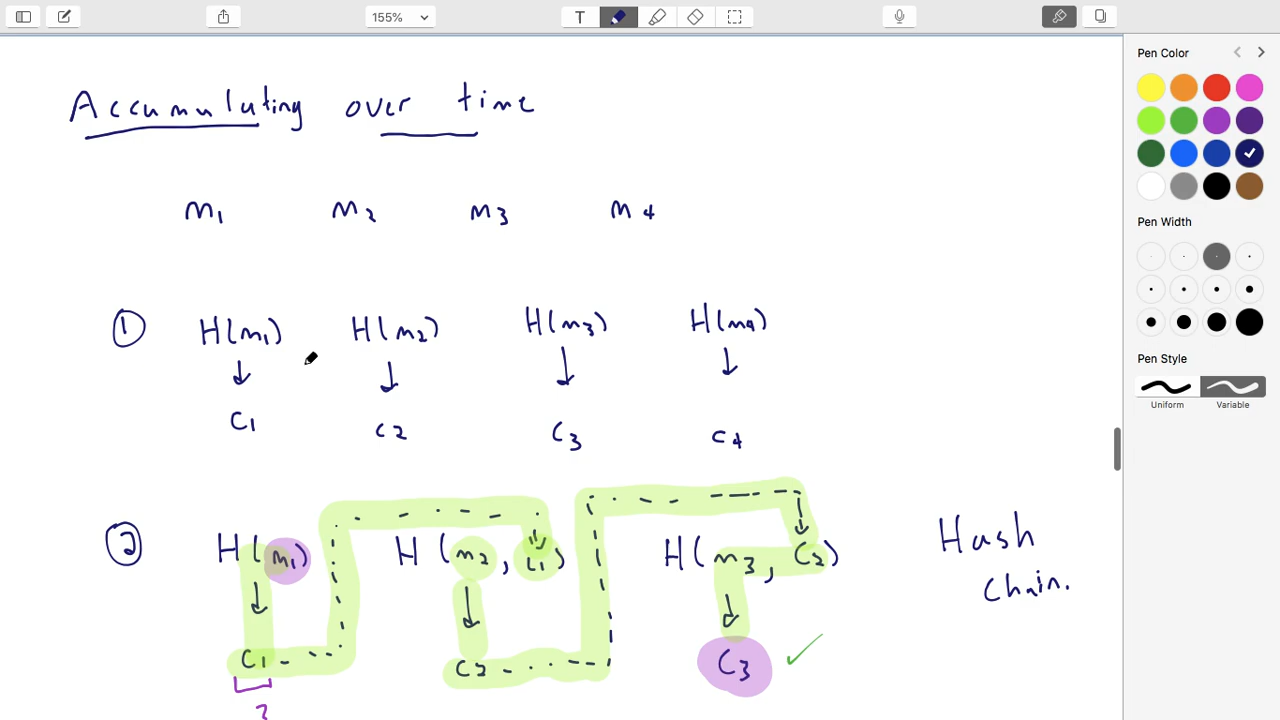 155%
T
Pen Color
Accumulating over time
m1 m2 m3 m4
Pen Width
① H(m1) H(m2) H(m3) H(m4)
↓ ↓ ↓ ↓
Pen Style
Uniform Variable
C1 C2 C3 C4
② H(m1) H(m2, C1) H(m3, C2) Hash
chain.
↓ ↓ ↓
C1 C2 C3 ✓
?